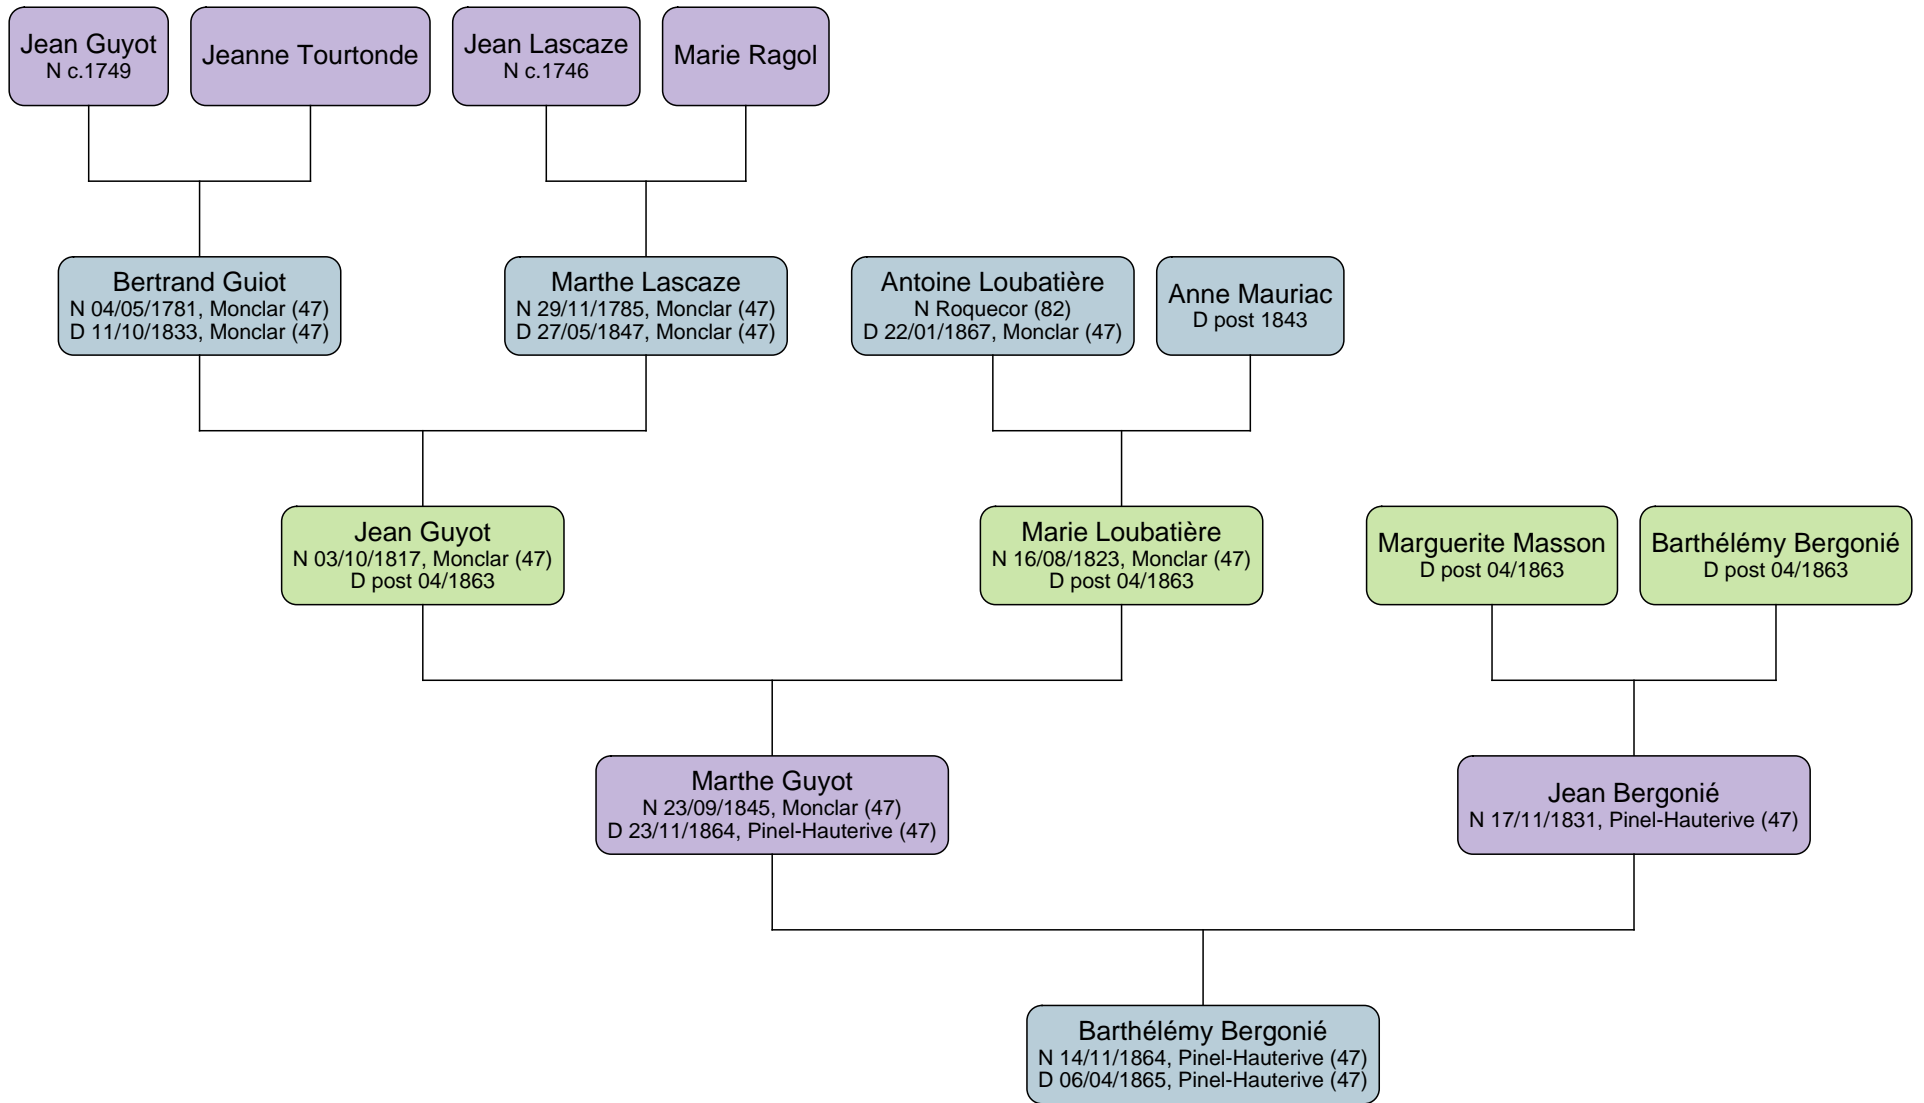 Jean Guyot
N c.1749
Jeanne Tourtonde
Jean Lascaze
N c.1746
Marie Ragol
Bertrand Guiot
N 04/05/1781, Monclar (47)
D 11/10/1833, Monclar (47)
Marthe Lascaze
N 29/11/1785, Monclar (47)
D 27/05/1847, Monclar (47)
Antoine Loubatière
N Roquecor (82)
D 22/01/1867, Monclar (47)
Anne Mauriac
D post 1843
Jean Guyot
N 03/10/1817, Monclar (47)
D post 04/1863
Marie Loubatière
N 16/08/1823, Monclar (47)
D post 04/1863
Marguerite Masson
D post 04/1863
Barthélémy Bergonié
D post 04/1863
Marthe Guyot
N 23/09/1845, Monclar (47)
D 23/11/1864, Pinel-Hauterive (47)
Jean Bergonié
N 17/11/1831, Pinel-Hauterive (47)
Barthélémy Bergonié
N 14/11/1864, Pinel-Hauterive (47)
D 06/04/1865, Pinel-Hauterive (47)